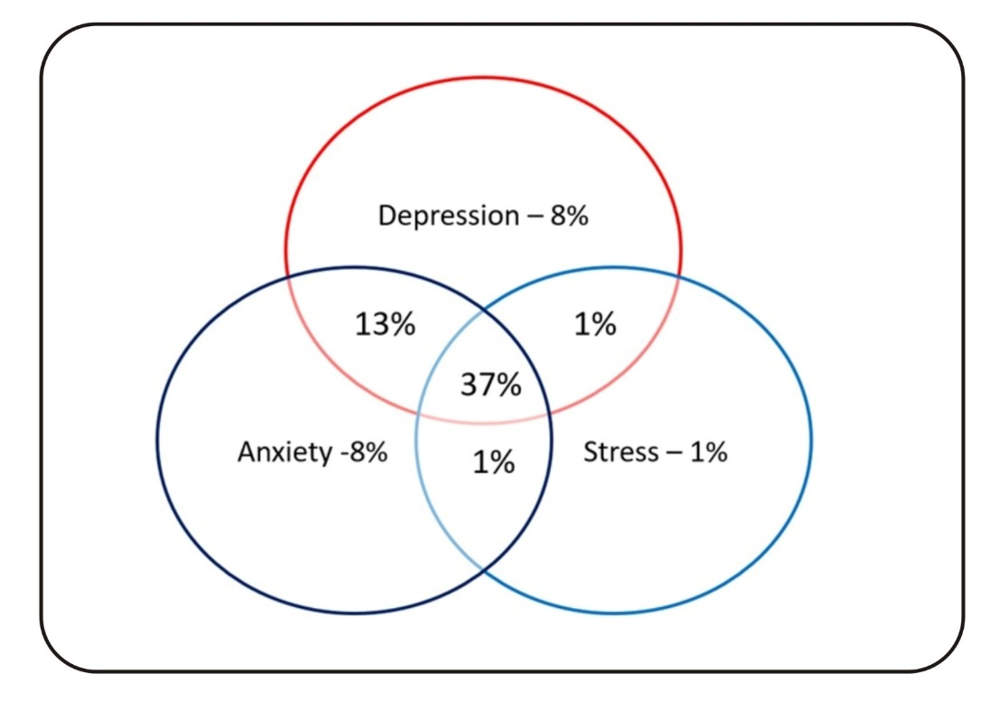 Depression – 8%
13%
1%
37%
Anxiety -8%
1%
Stress – 1%